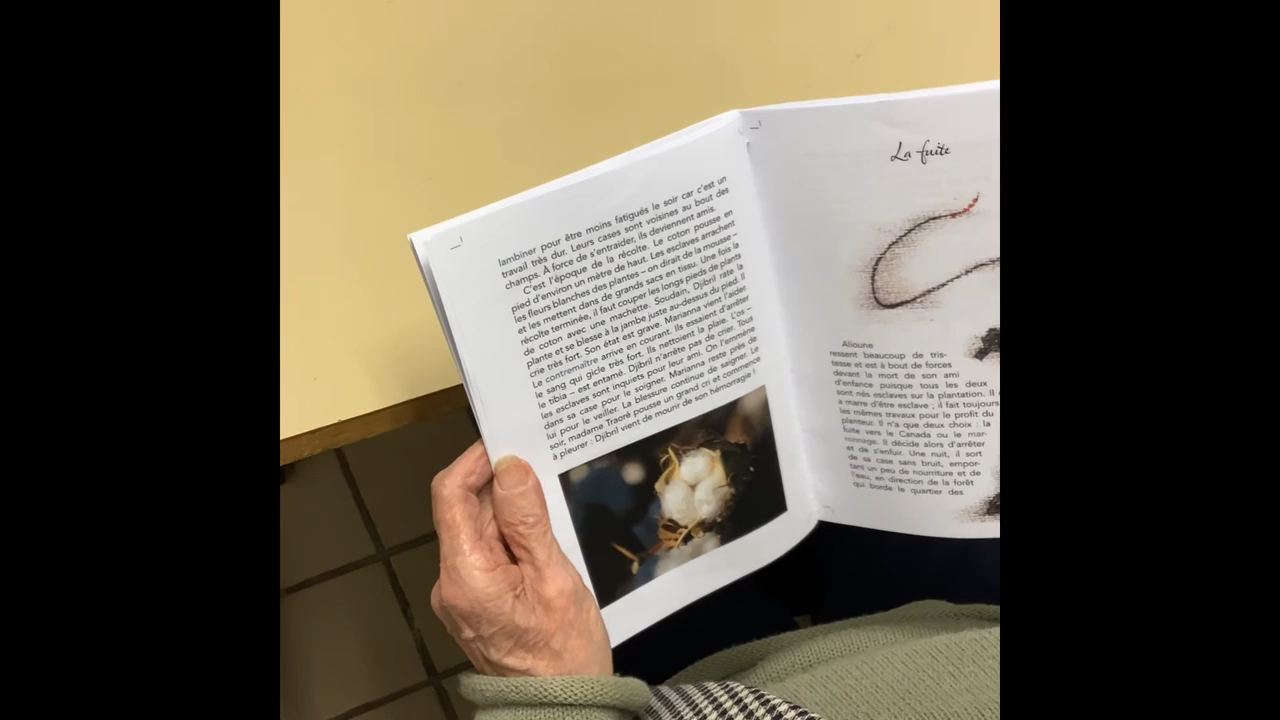 lambiner pour être moins fatigués le soir car c'est un
travail très dur. Leurs cases sont voisines au bout des
champs. À force de s'entraider, ils deviennent amis.
C'est l'époque de la récolte. Le coton pousse en
pied d'environ un mètre de haut. Les esclaves arrachent
les fleurs blanches des plantes – on dirait de la mousse –
et les mettent dans de grands sacs en tissu. Une fois la
récolte terminée, il faut couper les longs pieds de plants
de coton avec une machette. Soudain, Djibril rate la
plante et se blesse à la jambe juste au-dessus du pied. Il
crie très fort. Son état est grave. Marianna vient l'aider.
Le contremaître arrive en courant. Ils essaient d'arrêter
le sang qui gicle très fort. Ils nettoient la plaie. L'os –
le tibia – est entamé. Djibril n'arrête pas de crier. Tous
les esclaves sont inquiets pour leur ami. On l'emmène
dans sa case pour le soigner. Marianna reste près de
lui pour le veiller. La blessure continue de saigner. Le
soir, madame Traoré pousse un grand cri et commence
à pleurer : Djibril vient de mourir de son hémorragie !
La fuite
Alioune
ressent beaucoup de tris-
tesse et est à bout de forces
devant la mort de son ami
d'enfance puisque tous les deux
sont nés esclaves sur la plantation. Il
a marre d'être esclave ; il fait toujours
les mêmes travaux pour le profit du
planteur. Il n'a que deux choix : la
fuite vers le Canada ou le mar-
ronnage. Il décide alors d'arrêter
et de s'enfuir. Une nuit, il sort
de sa case sans bruit, empor-
tant un peu de nourriture et de
l'eau, en direction de la forêt
qui borde le quartier des